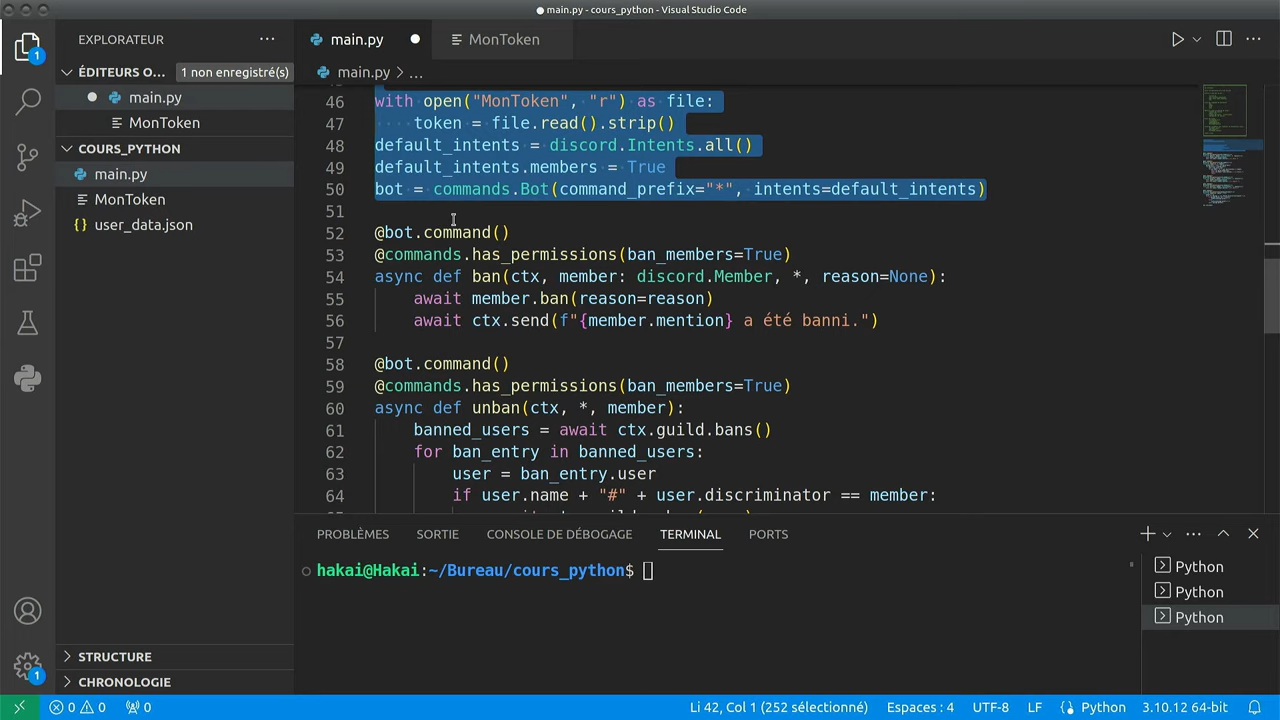 main.py - cours_python - Visual Studio Code
EXPLORATEUR
main.py
MonToken
ÉDITEURS O... 1 non enregistré(s)
main.py > ...
main.py
MonToken
COURS_PYTHON
main.py
MonToken
{} user_data.json
46 with open("MonToken", "r") as file:
47 token = file.read().strip()
48 default_intents = discord.Intents.all()
49 default_intents.members = True
50 bot = commands.Bot(command_prefix="*", intents=default_intents)
51
52 @bot.command()
53 @commands.has_permissions(ban_members=True)
54 async def ban(ctx, member: discord.Member, *, reason=None):
55 await member.ban(reason=reason)
56 await ctx.send(f"{member.mention} a été banni.")
57
58 @bot.command()
59 @commands.has_permissions(ban_members=True)
60 async def unban(ctx, *, member):
61 banned_users = await ctx.guild.bans()
62 for ban_entry in banned_users:
63 user = ban_entry.user
64 if user.name + "#" + user.discriminator == member:
PROBLÈMES SORTIE CONSOLE DE DÉBOGAGE TERMINAL PORTS
hakai@Hakai:~/Bureau/cours_python$
Python
Python
Python
STRUCTURE
CHRONOLOGIE
1
1
0 0 0 Li 42, Col 1 (252 sélectionné) Espaces : 4 UTF-8 LF Python 3.10.12 64-bit